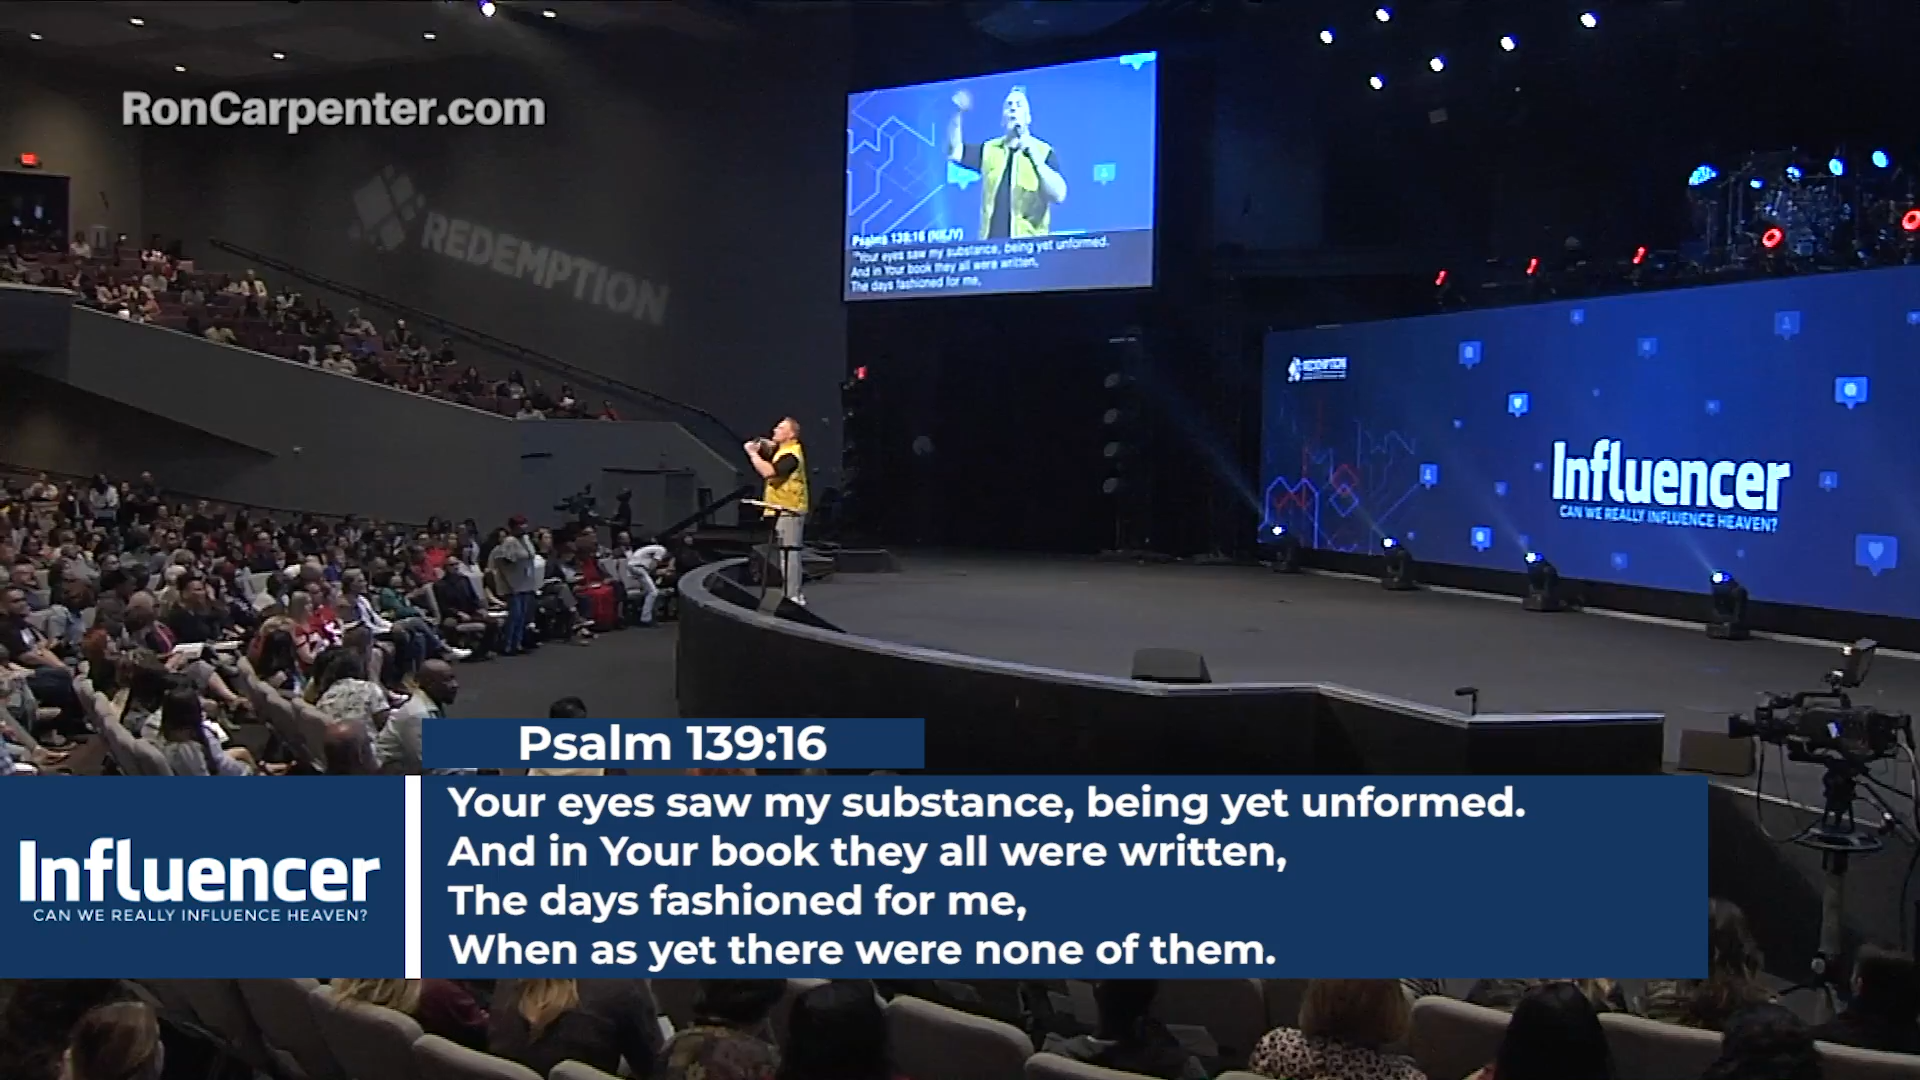 RonCarpenter.com
REDEMPTION
Psalms 139:16 (NKJV)
Your eyes saw my substance, being yet unformed.
And in Your book they all were written,
The days fashioned for me,
REDEMPTION
Influencer
CAN WE REALLY INFLUENCE HEAVEN?
Psalm 139:16
Your eyes saw my substance, being yet unformed.
And in Your book they all were written,
The days fashioned for me,
When as yet there were none of them.
Influencer
CAN WE REALLY INFLUENCE HEAVEN?